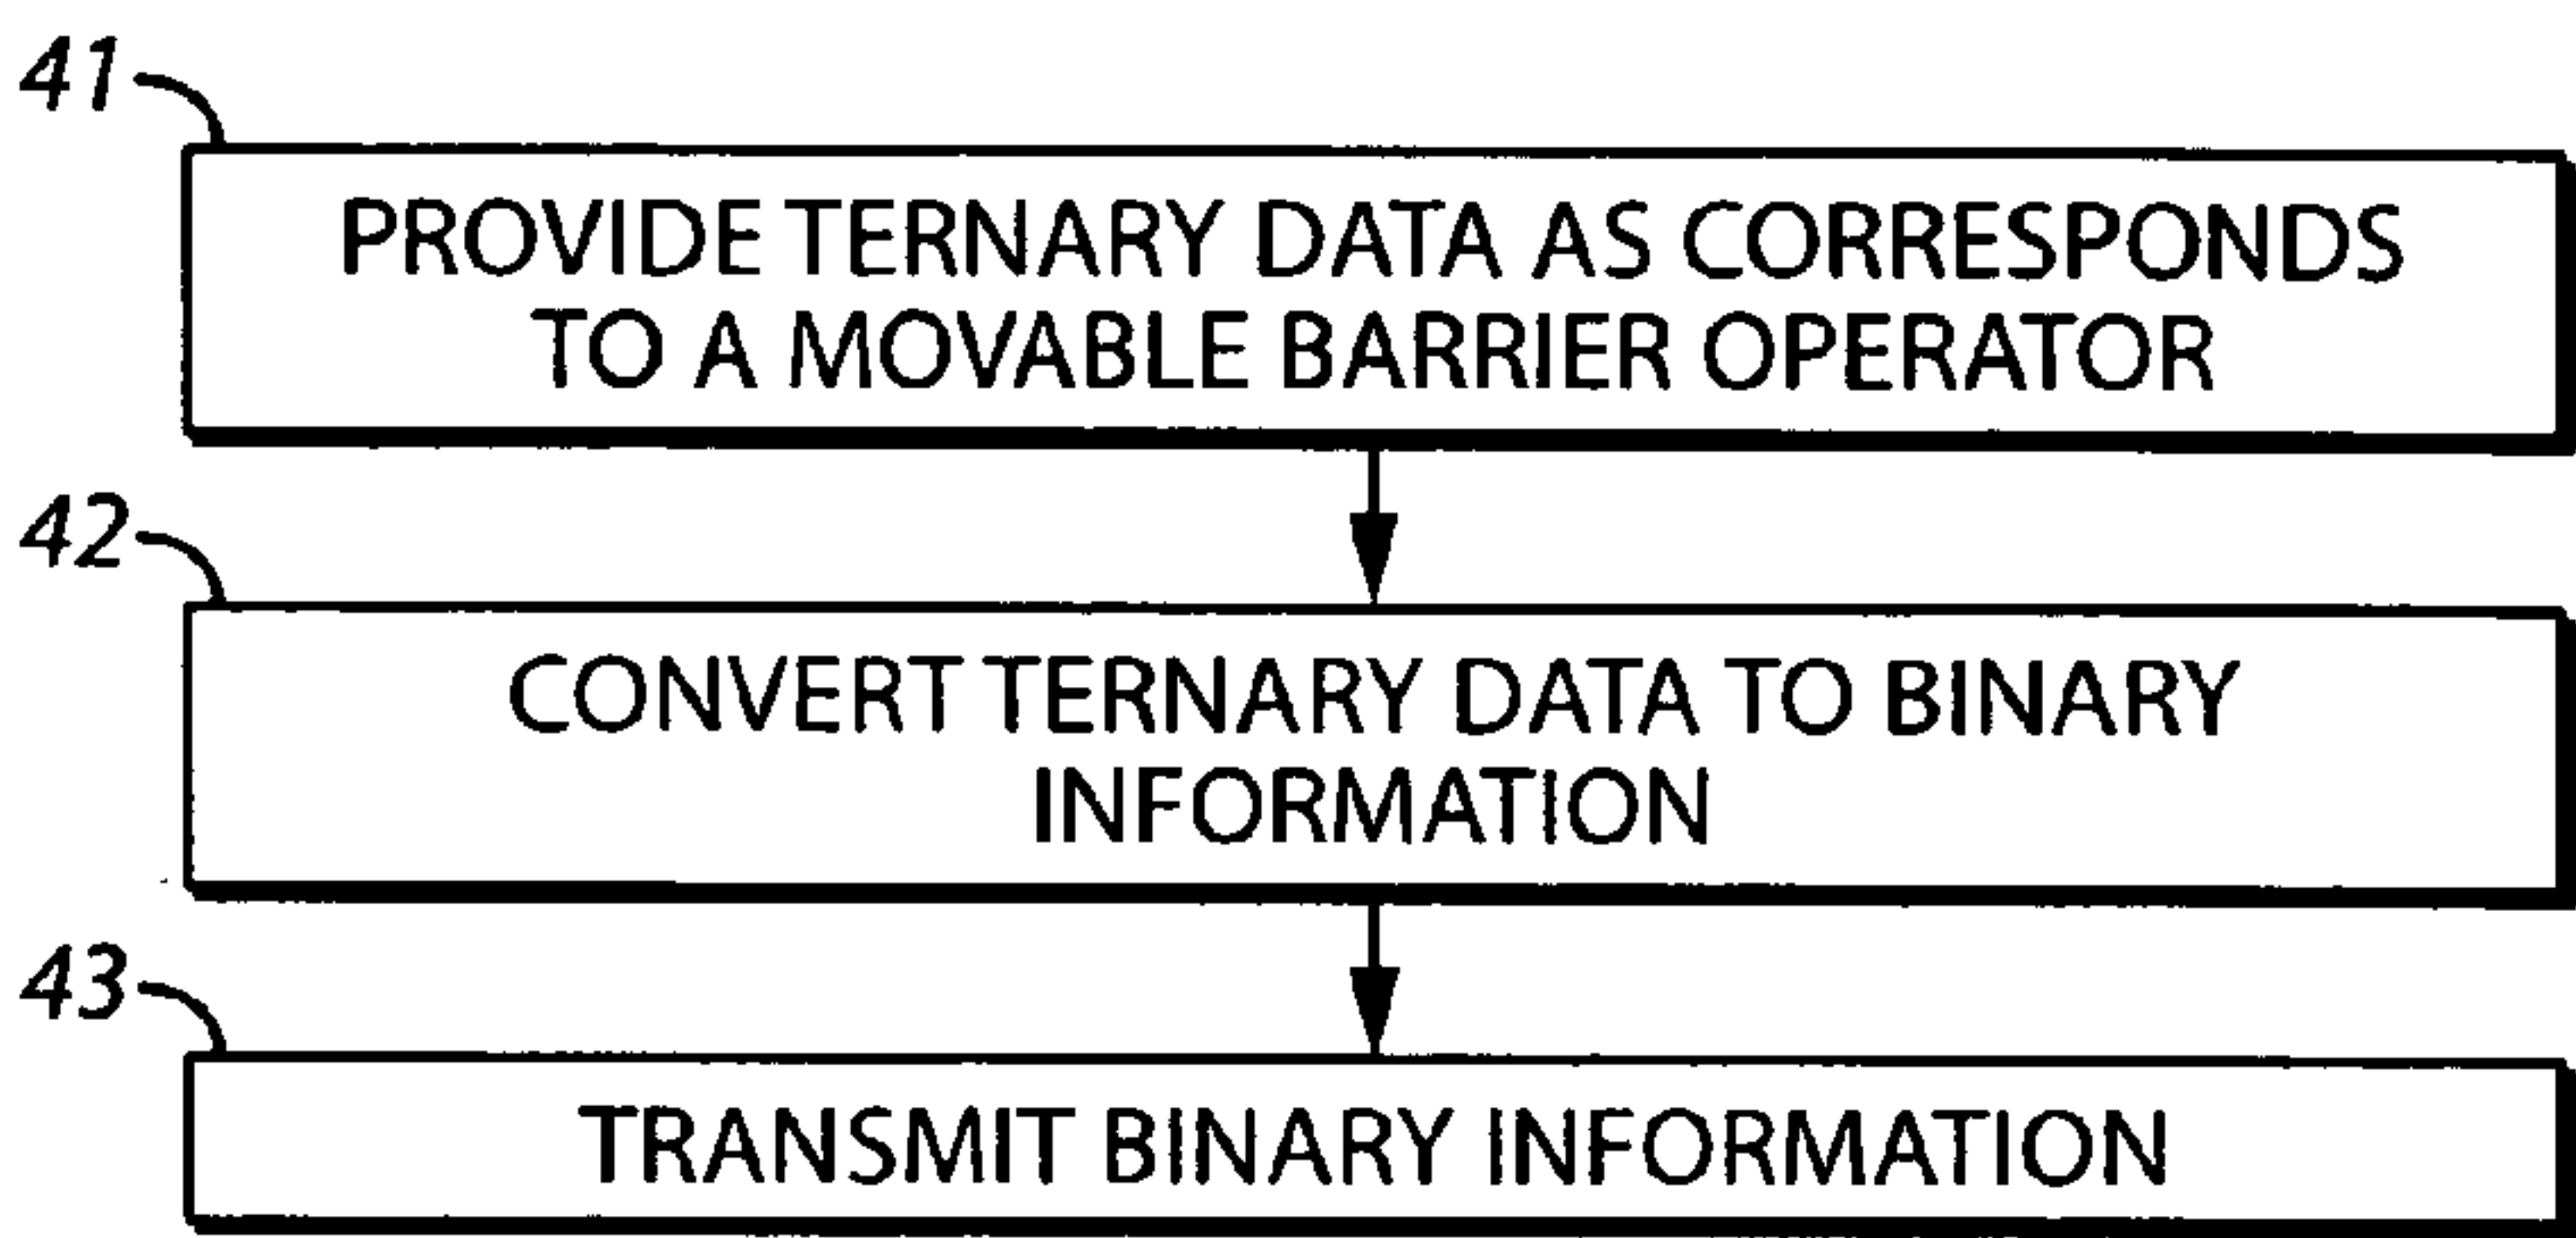 41
PROVIDE TERNARY DATA AS CORRESPONDS
TO A MOVABLE BARRIER OPERATOR
42
CONVERT TERNARY DATA TO BINARY
INFORMATION
43
TRANSMIT BINARY INFORMATION